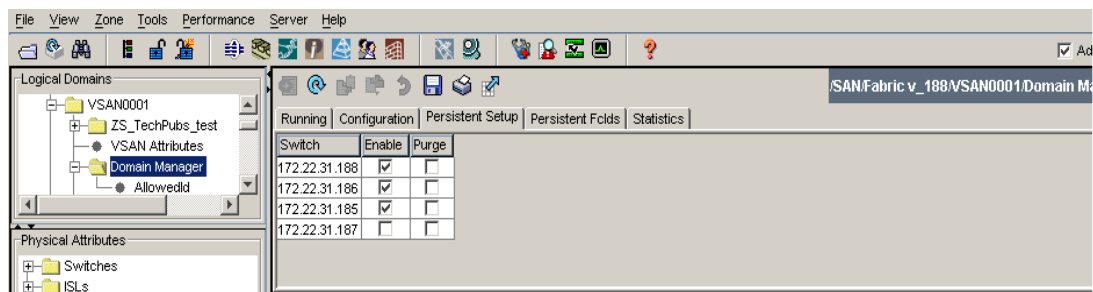 File View Zone Tools Performance Server Help
Ad
Logical Domains
VSAN0001
ZS_TechPubs_test
VSAN Attributes
Domain Manager
AllowedId
Physical Attributes
Switches
ISLs
/SAN/Fabric v_188/VSAN0001/Domain Ma
Running Configuration Persistent Setup Persistent FcIds Statistics
Switch Enable Purge
172.22.31.188
172.22.31.186
172.22.31.185
172.22.31.187